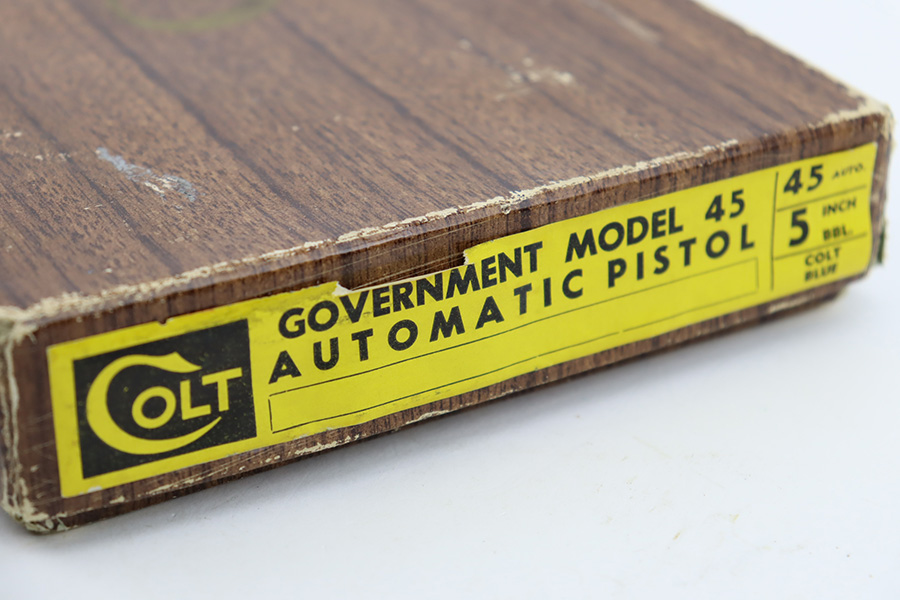 COLT
GOVERNMENT MODEL 45
AUTOMATIC PISTOL
45 AUTO.
5 INCH
BBL.
COLT
BLUE